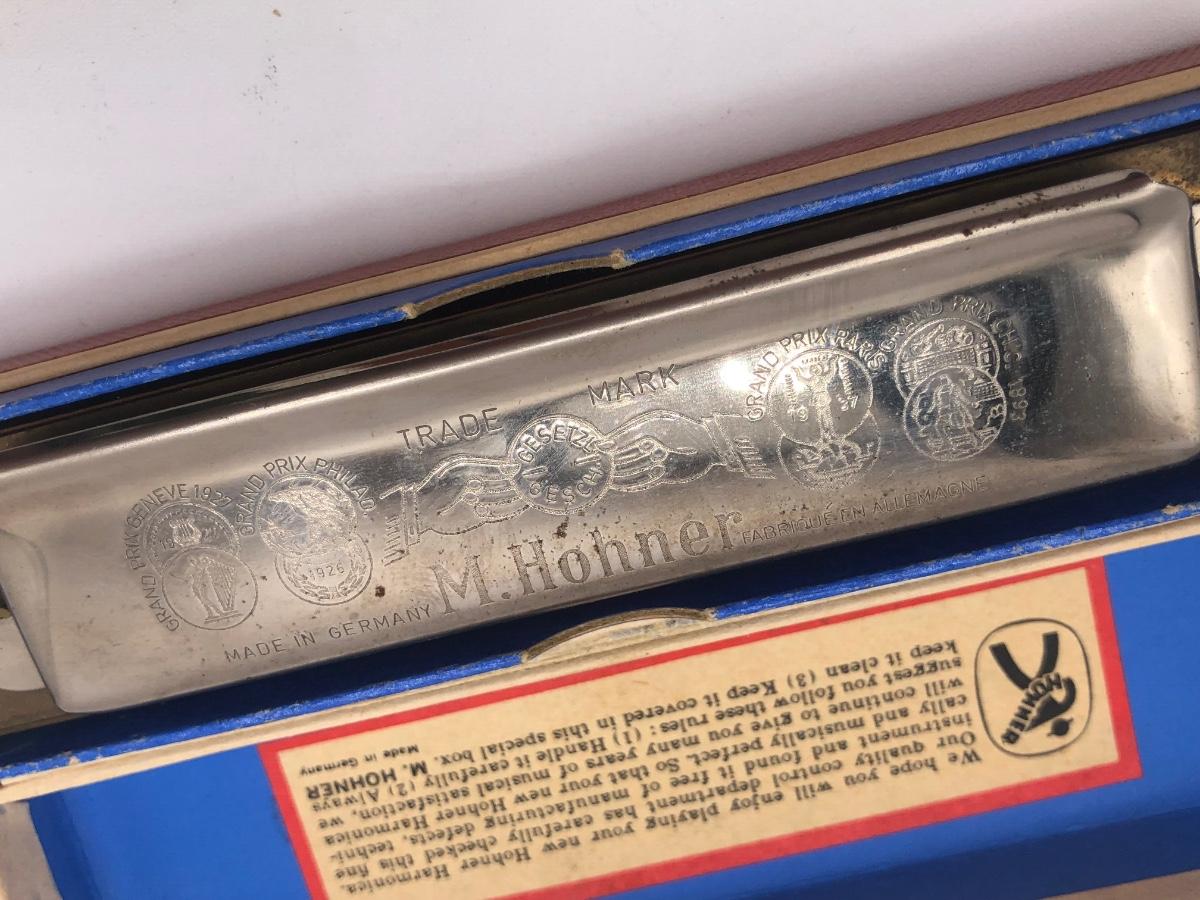 TRADE MARK
GRAND PRIX GENEVE 1927
GRAND PRIX PHILAD.
1926
GESETZL.
GESCH.
GRAND PRIX PARIS
GRAND PRIX CHIC.
M. Hohner
MADE IN GERMANY
FABRIQUÉ EN ALLEMAGNE
HOHNER
We hope you will enjoy playing your new Hohner Harmonica.
Our quality control department has carefully checked this fine
instrument and found it free of manufacturing defects, techni-
cally and musically perfect. So that your new Hohner Harmonica
will continue to give you many years of musical satisfaction, we
suggest you follow these rules : (1) Handle it carefully (2) Always
keep it clean (3) Keep it covered in this special box. M. HOHNER
Made in Germany